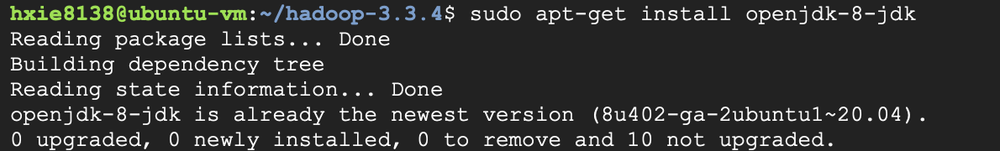 hxie8138@ubuntu-vm:~/hadoop-3.3.4$ sudo apt-get install openjdk-8-jdk
Reading package lists... Done
Building dependency tree
Reading state information... Done
openjdk-8-jdk is already the newest version (8u402-ga-2ubuntu1~20.04).
0 upgraded, 0 newly installed, 0 to remove and 10 not upgraded.